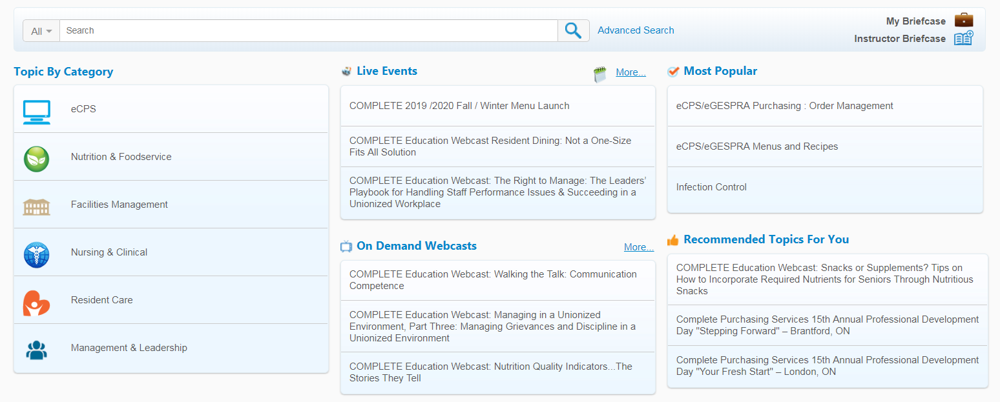 All
Search
Advanced Search
My Briefcase
Instructor Briefcase
Topic By Category
eCPS
Nutrition & Foodservice
Facilities Management
Nursing & Clinical
Resident Care
Management & Leadership
Live Events
More...
COMPLETE 2019 /2020 Fall / Winter Menu Launch
COMPLETE Education Webcast Resident Dining: Not a One-Size
Fits All Solution
COMPLETE Education Webcast: The Right to Manage: The Leaders’
Playbook for Handling Staff Performance Issues & Succeeding in a
Unionized Workplace
On Demand Webcasts
More...
COMPLETE Education Webcast: Walking the Talk: Communication
Competence
COMPLETE Education Webcast: Managing in a Unionized
Environment, Part Three: Managing Grievances and Discipline in a
Unionized Environment
COMPLETE Education Webcast: Nutrition Quality Indicators...The
Stories They Tell
Most Popular
eCPS/eGESPRA Purchasing : Order Management
eCPS/eGESPRA Menus and Recipes
Infection Control
Recommended Topics For You
COMPLETE Education Webcast: Snacks or Supplements? Tips on
How to Incorporate Required Nutrients for Seniors Through Nutritious
Snacks
Complete Purchasing Services 15th Annual Professional Development
Day "Stepping Forward" – Brantford, ON
Complete Purchasing Services 15th Annual Professional Development
Day "Your Fresh Start" – London, ON